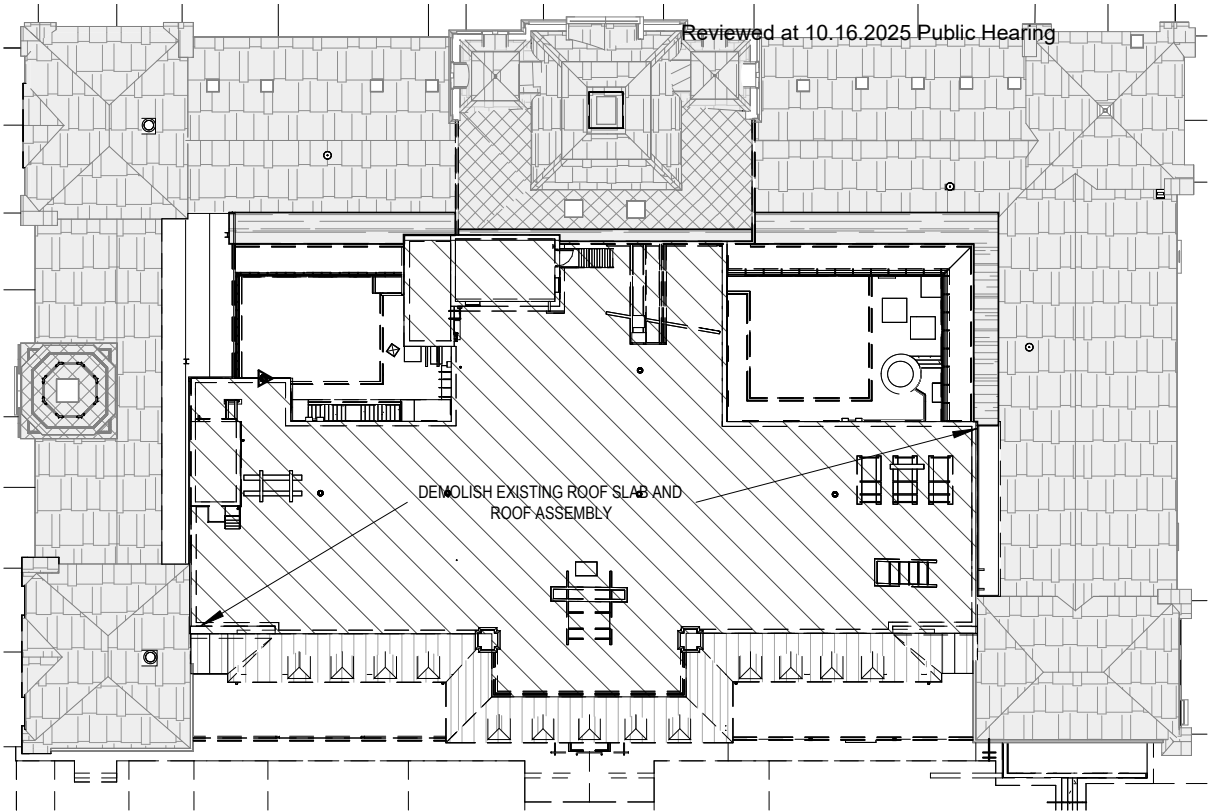 Reviewed at 10.16.2025 Public Hearing
DEMOLISH EXISTING ROOF SLAB AND
ROOF ASSEMBLY